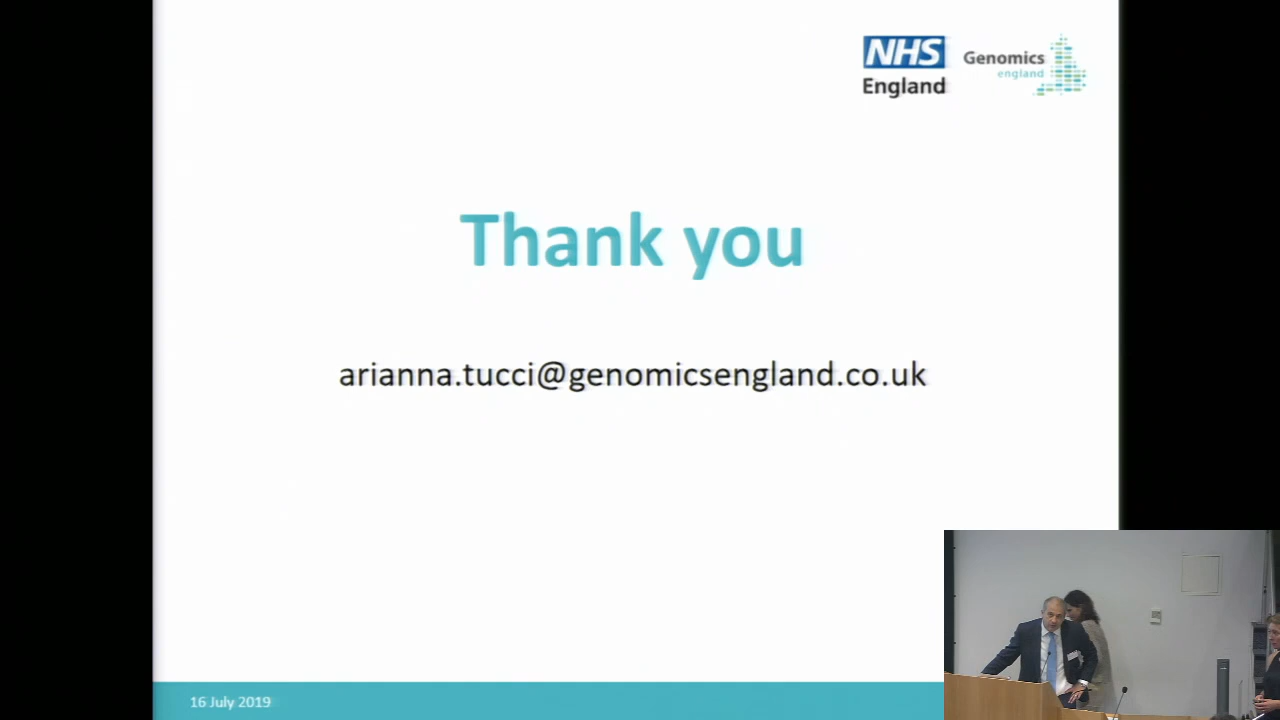 NHS
England
Genomics
england
Thank you
arianna.tucci@genomicsengland.co.uk
16 July 2019